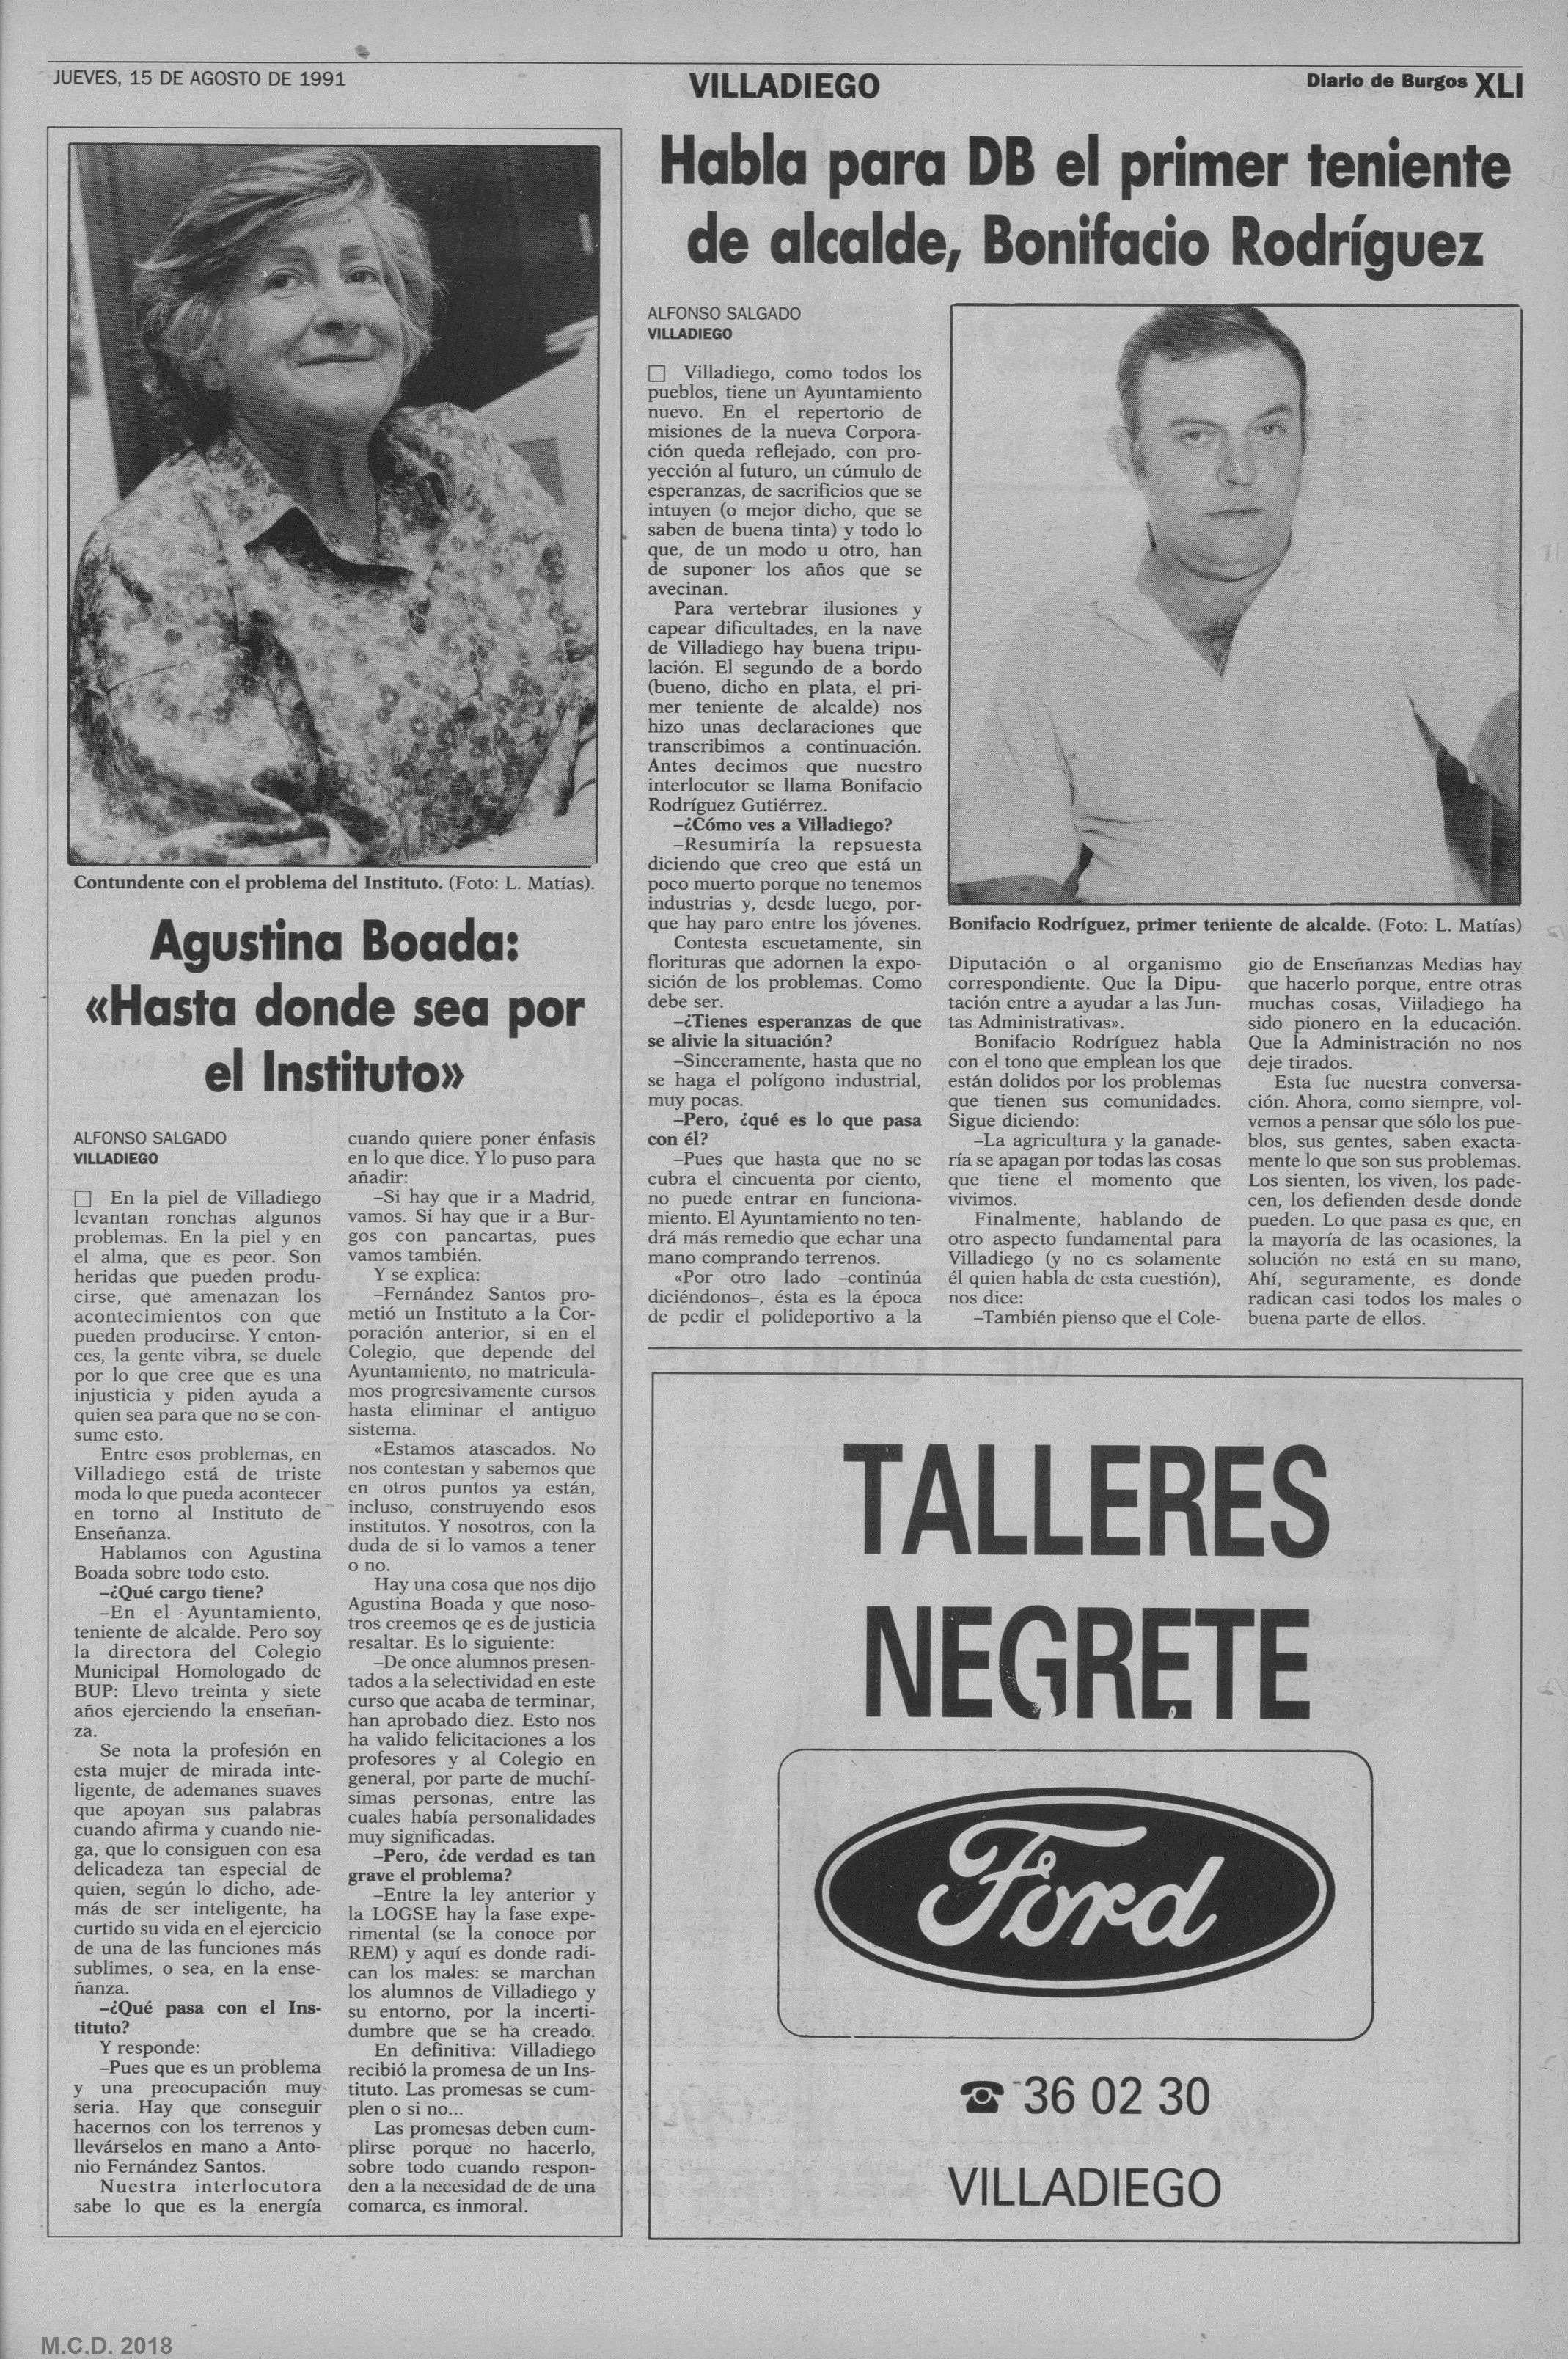 JUEVES, 15 DE AGOSTO DE 1991
VILLADIEGO
Diario de Burgos XLI
Contundente con el problema del Instituto. (Foto: L. Matías).
Agustina Boada:
«Hasta donde sea por
el Instituto»
ALFONSO SALGADO
VILLADIEGO
□ En la piel de Villadiego
levantan ronchas algunos
problemas. En la piel y en
el alma, que es peor. Son
heridas que pueden produ-
cirse, que amenazan los
acontecimientos con que
pueden producirse. Y enton-
ces, la gente vibra, se duele
por lo que cree que es una
injusticia y piden ayuda a
quien sea para que no se con-
sume esto.
Entre esos problemas, en
Villadiego está de triste
moda lo que pueda acontecer
en torno al Instituto de
Enseñanza.
Hablamos con Agustina
Boada sobre todo esto.
–¿Qué cargo tiene?
–En el Ayuntamiento,
teniente de alcalde. Pero soy
la directora del Colegio
Municipal Homologado de
BUP: Llevo treinta y siete
años ejerciendo la enseñan-
za.
Se nota la profesión en
esta mujer de mirada inte-
ligente, de ademanes suaves
que apoyan sus palabras
cuando afirma y cuando nie-
ga, que lo consiguen con esa
delicadeza tan especial de
quien, según lo dicho, ade-
más de ser inteligente, ha
curtido su vida en el ejercicio
de una de las funciones más
sublimes, o sea, en la ense-
ñanza.
–¿Qué pasa con el Ins-
tituto?
Y responde:
–Pues que es un problema
y una preocupación muy
seria. Hay que conseguir
hacernos con los terrenos y
llevárselos en mano a Anto-
nio Fernández Santos.
Nuestra interlocutora
sabe lo que es la energía
cuando quiere poner énfasis
en lo que dice. Y lo puso para
añadir:
–Si hay que ir a Madrid,
vamos. Si hay que ir a Bur-
gos con pancartas, pues
vamos también.
Y se explica:
–Fernández Santos pro-
metió un Instituto a la Cor-
poración anterior, si en el
Colegio, que depende del
Ayuntamiento, no matricula-
mos progresivamente cursos
hasta eliminar el antiguo
sistema.
«Estamos atascados. No
nos contestan y sabemos que
en otros puntos ya están,
incluso, construyendo esos
institutos. Y nosotros, con la
duda de si lo vamos a tener
o no.
Hay una cosa que nos dijo
Agustina Boada y que noso-
tros creemos qe es de justicia
resaltar. Es lo siguiente:
–De once alumnos presen-
tados a la selectividad en este
curso que acaba de terminar,
han aprobado diez. Esto nos
ha valido felicitaciones a los
profesores y al Colegio en
general, por parte de muchí-
simas personas, entre las
cuales había personalidades
muy significadas.
–Pero, ¿de verdad es tan
grave el problema?
–Entre la ley anterior y
la LOGSE hay la fase expe-
rimental (se la conoce por
REM) y aquí es donde radi-
can los males: se marchan
los alumnos de Villadiego y
su entorno, por la incerti-
dumbre que se ha creado.
En definitiva: Villadiego
recibió la promesa de un Ins-
tituto. Las promesas se cum-
plen o si no...
Las promesas deben cum-
plirse porque no hacerlo,
sobre todo cuando respon-
den a la necesidad de de una
comarca, es inmoral.
Habla para DB el primer teniente
de alcalde, Bonifacio Rodríguez
ALFONSO SALGADO
VILLADIEGO
□ Villadiego, como todos los
pueblos, tiene un Ayuntamiento
nuevo. En el repertorio de
misiones de la nueva Corpora-
ción queda reflejado, con pro-
yección al futuro, un cúmulo de
esperanzas, de sacrificios que se
intuyen (o mejor dicho, que se
saben de buena tinta) y todo lo
que, de un modo u otro, han
de suponer los años que se
avecinan.
Para vertebrar ilusiones y
capear dificultades, en la nave
de Villadiego hay buena tripu-
lación. El segundo de a bordo
(bueno, dicho en plata, el pri-
mer teniente de alcalde) nos
hizo unas declaraciones que
transcribimos a continuación.
Antes decimos que nuestro
interlocutor se llama Bonifacio
Rodríguez Gutiérrez.
–¿Cómo ves a Villadiego?
–Resumiría la repsuesta
diciendo que creo que está un
poco muerto porque no tenemos
industrias y, desde luego, por-
que hay paro entre los jóvenes.
Contesta escuetamente, sin
florituras que adornen la expo-
sición de los problemas. Como
debe ser.
–¿Tienes esperanzas de que
se alivie la situación?
–Sinceramente, hasta que no
se haga el polígono industrial,
muy pocas.
–Pero, ¿qué es lo que pasa
con él?
–Pues que hasta que no se
cubra el cincuenta por ciento,
no puede entrar en funciona-
miento. El Ayuntamiento no ten-
drá más remedio que echar una
mano comprando terrenos.
«Por otro lado –continúa
diciéndonos–, ésta es la época
de pedir el polideportivo a la
Bonifacio Rodríguez, primer teniente de alcalde. (Foto: L. Matías)
Diputación o al organismo
correspondiente. Que la Dipu-
tación entre a ayudar a las Jun-
tas Administrativas».
Bonifacio Rodríguez habla
con el tono que emplean los que
están dolidos por los problemas
que tienen sus comunidades.
Sigue diciendo:
–La agricultura y la ganade-
ría se apagan por todas las cosas
que tiene el momento que
vivimos.
Finalmente, hablando de
otro aspecto fundamental para
Villadiego (y no es solamente
él quien habla de esta cuestión),
nos dice:
–También pienso que el Cole-
gio de Enseñanzas Medias hay
que hacerlo porque, entre otras
muchas cosas, Viiladiego ha
sido pionero en la educación.
Que la Administración no nos
deje tirados.
Esta fue nuestra conversa-
ción. Ahora, como siempre, vol-
vemos a pensar que sólo los pue-
blos, sus gentes, saben exacta-
mente lo que son sus problemas.
Los sienten, los viven, los pade-
cen, los defienden desde donde
pueden. Lo que pasa es que, en
la mayoría de las ocasiones, la
solución no está en su mano,
Ahí, seguramente, es donde
radican casi todos los males o
buena parte de ellos.
TALLERES
NEGRETE
Ford
☎ 36 02 30
VILLADIEGO
M.C.D. 2018